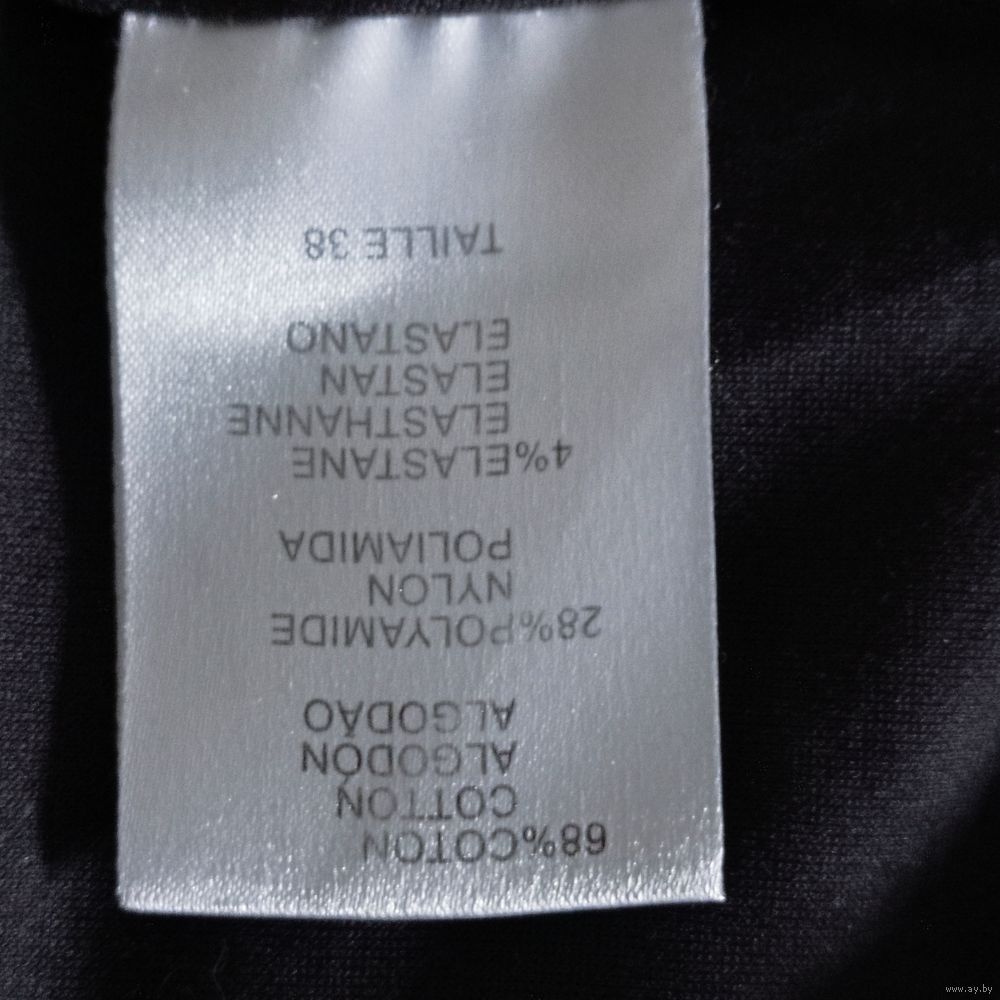 68%COTON
COTTON
ALGODÓN
ALGODÃO
28%POLYAMIDE
NYLON
POLIAMIDA
4%ELASTANE
ELASTHANNE
ELASTAN
ELASTANO
TAILLE 38
www.ay.by